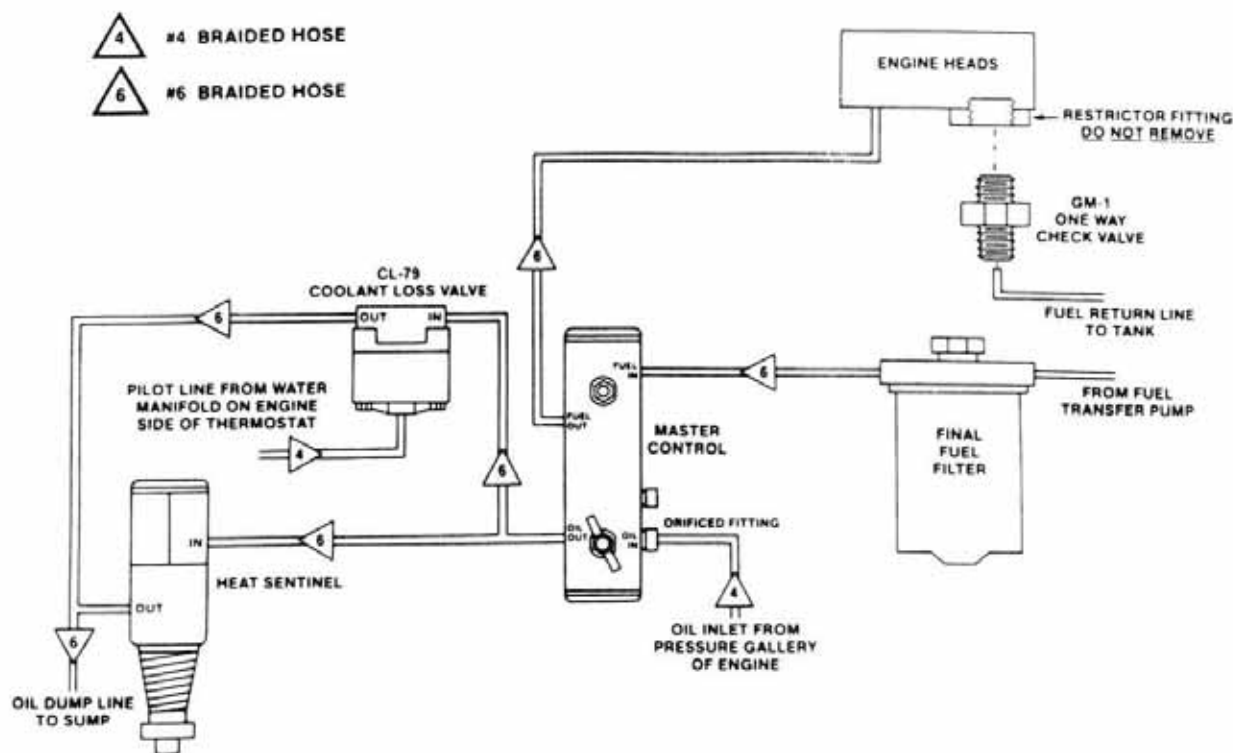 4 #4 BRAIDED HOSE
6 #6 BRAIDED HOSE
ENGINE HEADS
RESTRICTOR FITTING
DO NOT REMOVE
GM-1
ONE WAY
CHECK VALVE
FUEL RETURN LINE
TO TANK
6
CL-79
COOLANT LOSS VALVE
OUT IN
6
PILOT LINE FROM WATER
MANIFOLD ON ENGINE
SIDE OF THERMOSTAT
4
FUEL
IN
6
FROM FUEL
TRANSFER PUMP
FUEL
OUT
MASTER
CONTROL
FINAL
FUEL
FILTER
6
OIL
OUT
OIL
IN
ORIFICED FITTING
IN
6
HEAT SENTINEL
OUT
4
OIL INLET FROM
PRESSURE GALLERY
OF ENGINE
6
OIL DUMP LINE
TO SUMP